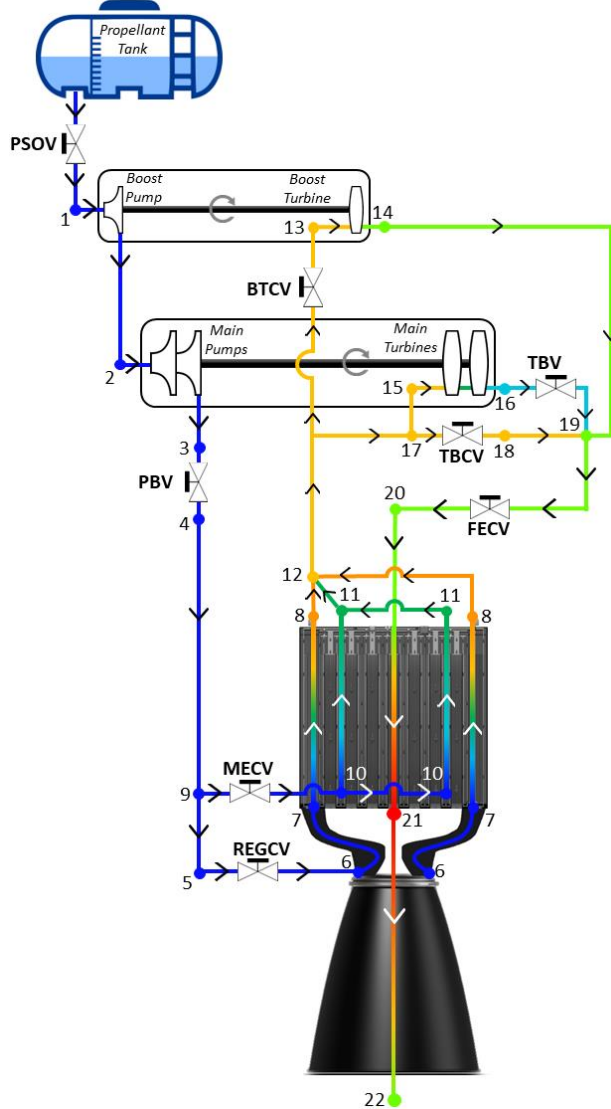 Propellant
Tank
PSOV
Boost
Pump
Boost
Turbine
1
13
14
BTCV
Main
Pumps
Main
Turbines
2
TBV
15
16
3
17
TBCV
18
19
PBV
4
20
FECV
12
11
11
8
8
MECV
9
10
10
7
21
7
REGCV
5
6
6
22